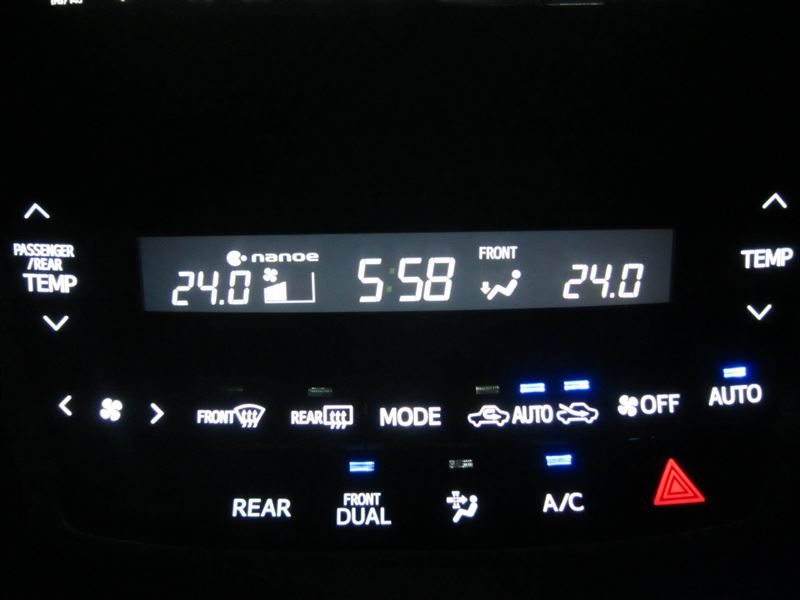 PASSENGER
/REAR
TEMP
nanoe
24.0
5:58
FRONT
24.0
TEMP
FRONT
REAR
MODE
AUTO
OFF
AUTO
REAR
FRONT
DUAL
A/C